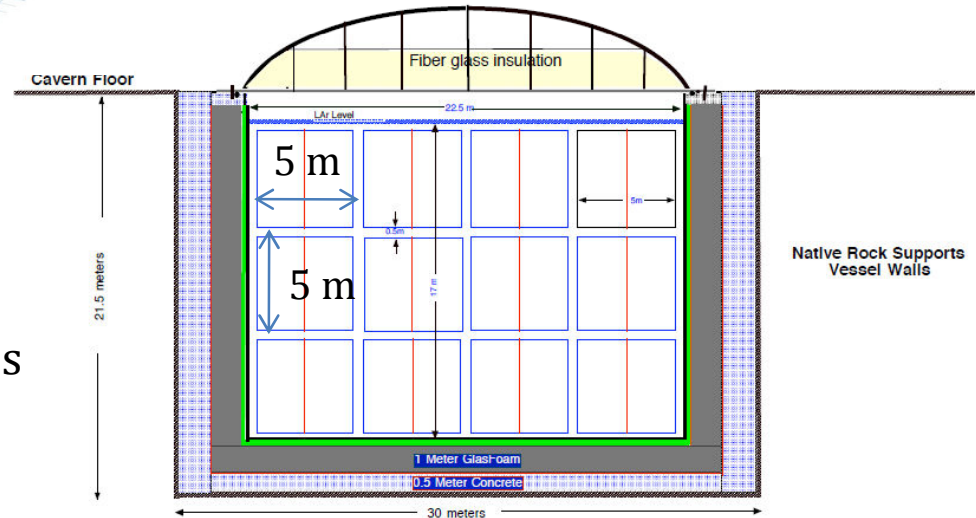 Fiber glass insulation
Cavern Floor
22.5 m
LAr Level
5 m
5m
0.5m
5 m
17 m
21.5 meters
Native Rock Supports
Vessel Walls
s
1 Meter GlasFoam
0.5 Meter Concrete
30 meters